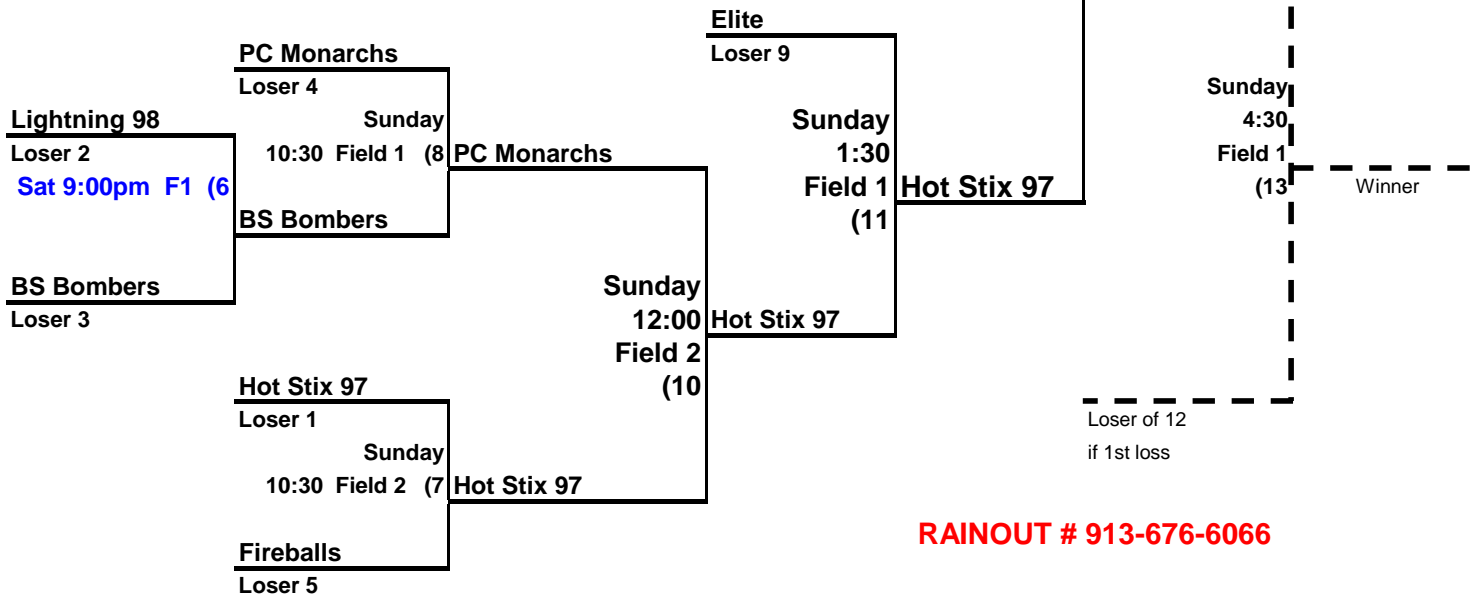 Elite
Loser 9
PC Monarchs
Loser 4
Sunday
4:30
Field 1
(13
Winner
Lightning 98
Loser 2
Sat 9:00pm F1 (6
Sunday
10:30 Field 1 (8
PC Monarchs
Sunday
1:30
Field 1
(11
Hot Stix 97
BS Bombers
BS Bombers
Loser 3
Sunday
12:00
Field 2
(10
Hot Stix 97
Hot Stix 97
Loser 1
Sunday
10:30 Field 2 (7
Hot Stix 97
Loser of 12
if 1st loss
Fireballs
Loser 5
RAINOUT # 913-676-6066